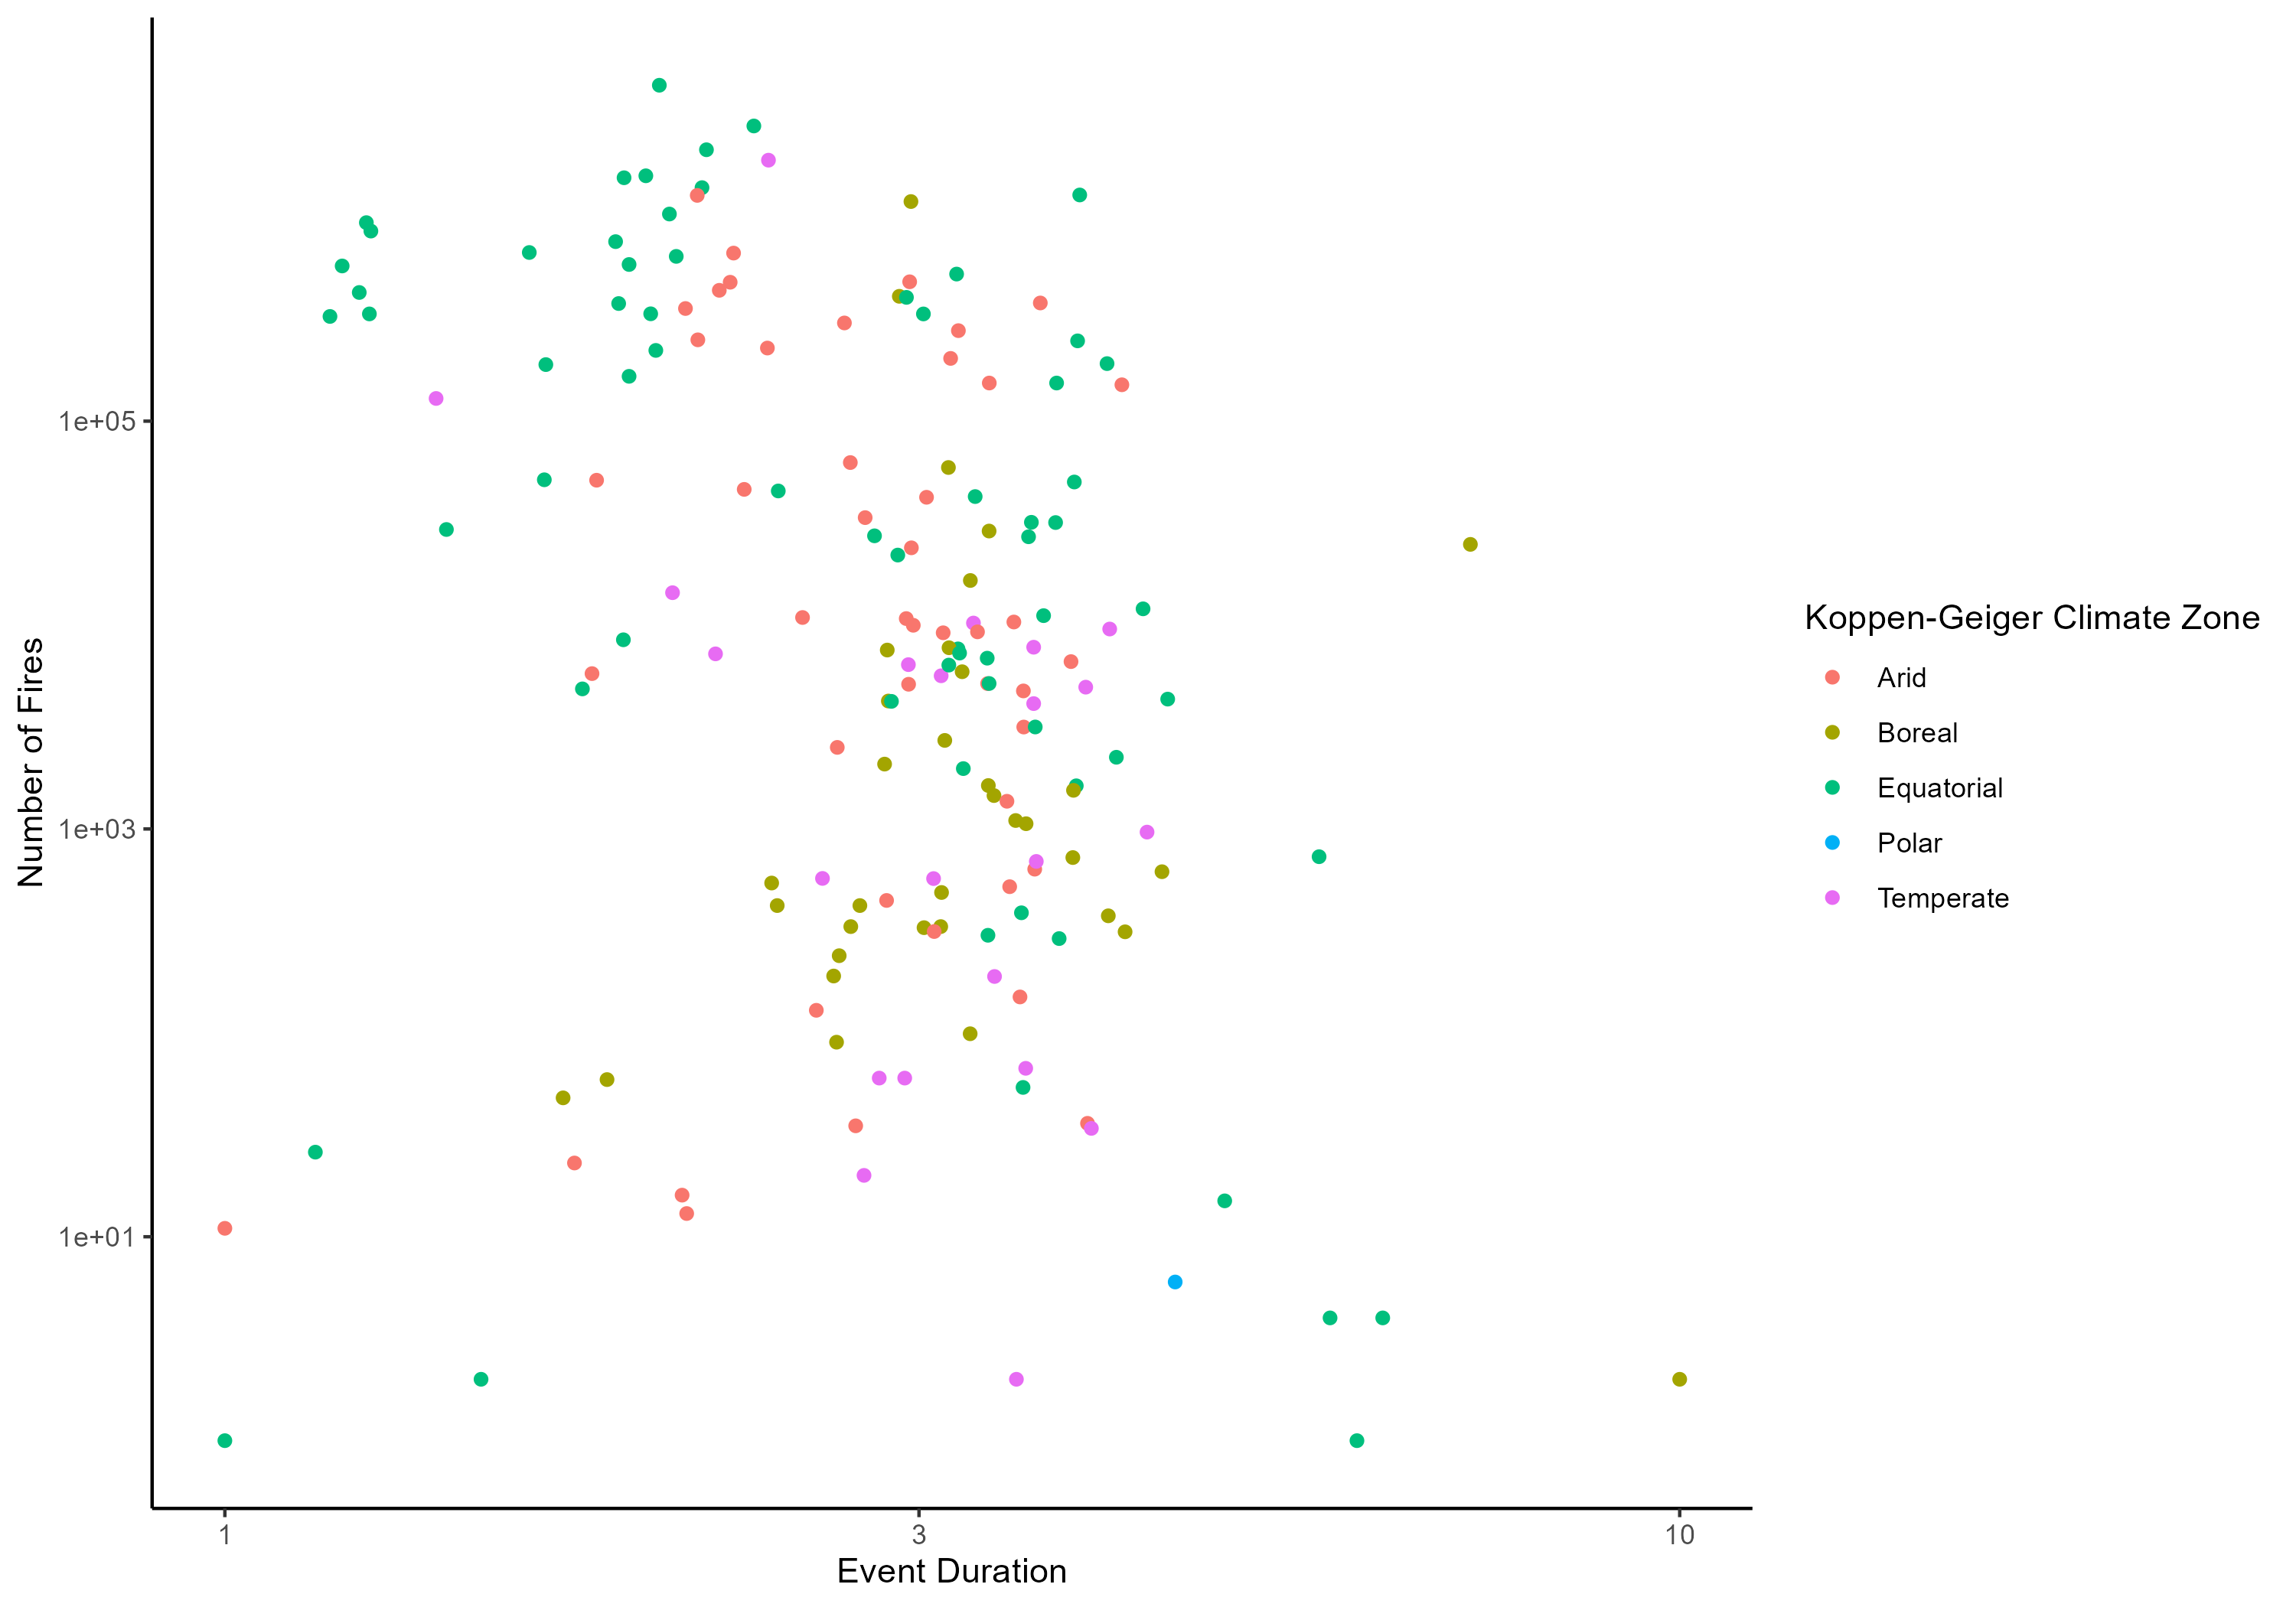 1e+05
1e+03
1e+01
Number of Fires
1
3
10
Event Duration
Koppen-Geiger Climate Zone
Arid
Boreal
Equatorial
Polar
Temperate